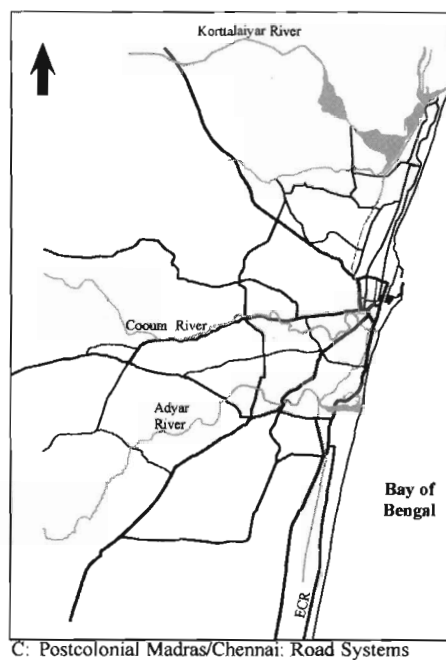 Korttalaiyar River
Cooum River
Adyar
River
Bay of
Bengal
ECR
C: Postcolonial Madras/Chennai: Road Systems